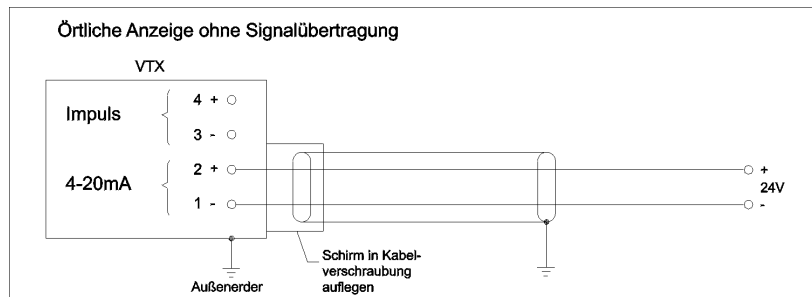 Örtliche Anzeige ohne Signalübertragung
VTX
Impuls
4 +
3 -
4-20mA
2 +
1 -
+
24V
-
Schirm in Kabel-
verschraubung
auflegen
Außenerder